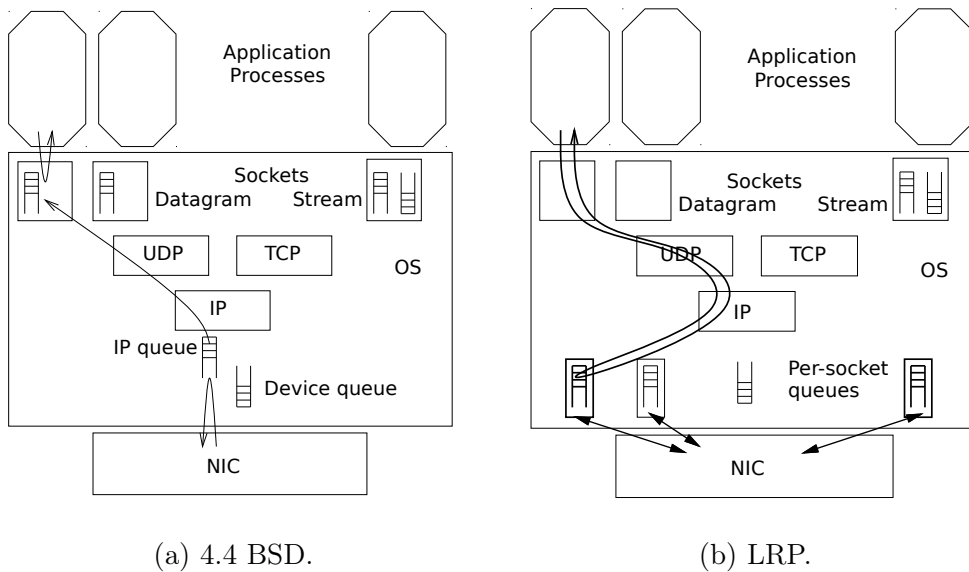 Application
Processes
Sockets
Datagram
Stream
UDP
TCP
OS
IP
IP queue
Device queue
NIC
(a) 4.4 BSD.
Application
Processes
Sockets
Datagram
Stream
UDP
TCP
OS
IP
Per-socket
queues
NIC
(b) LRP.